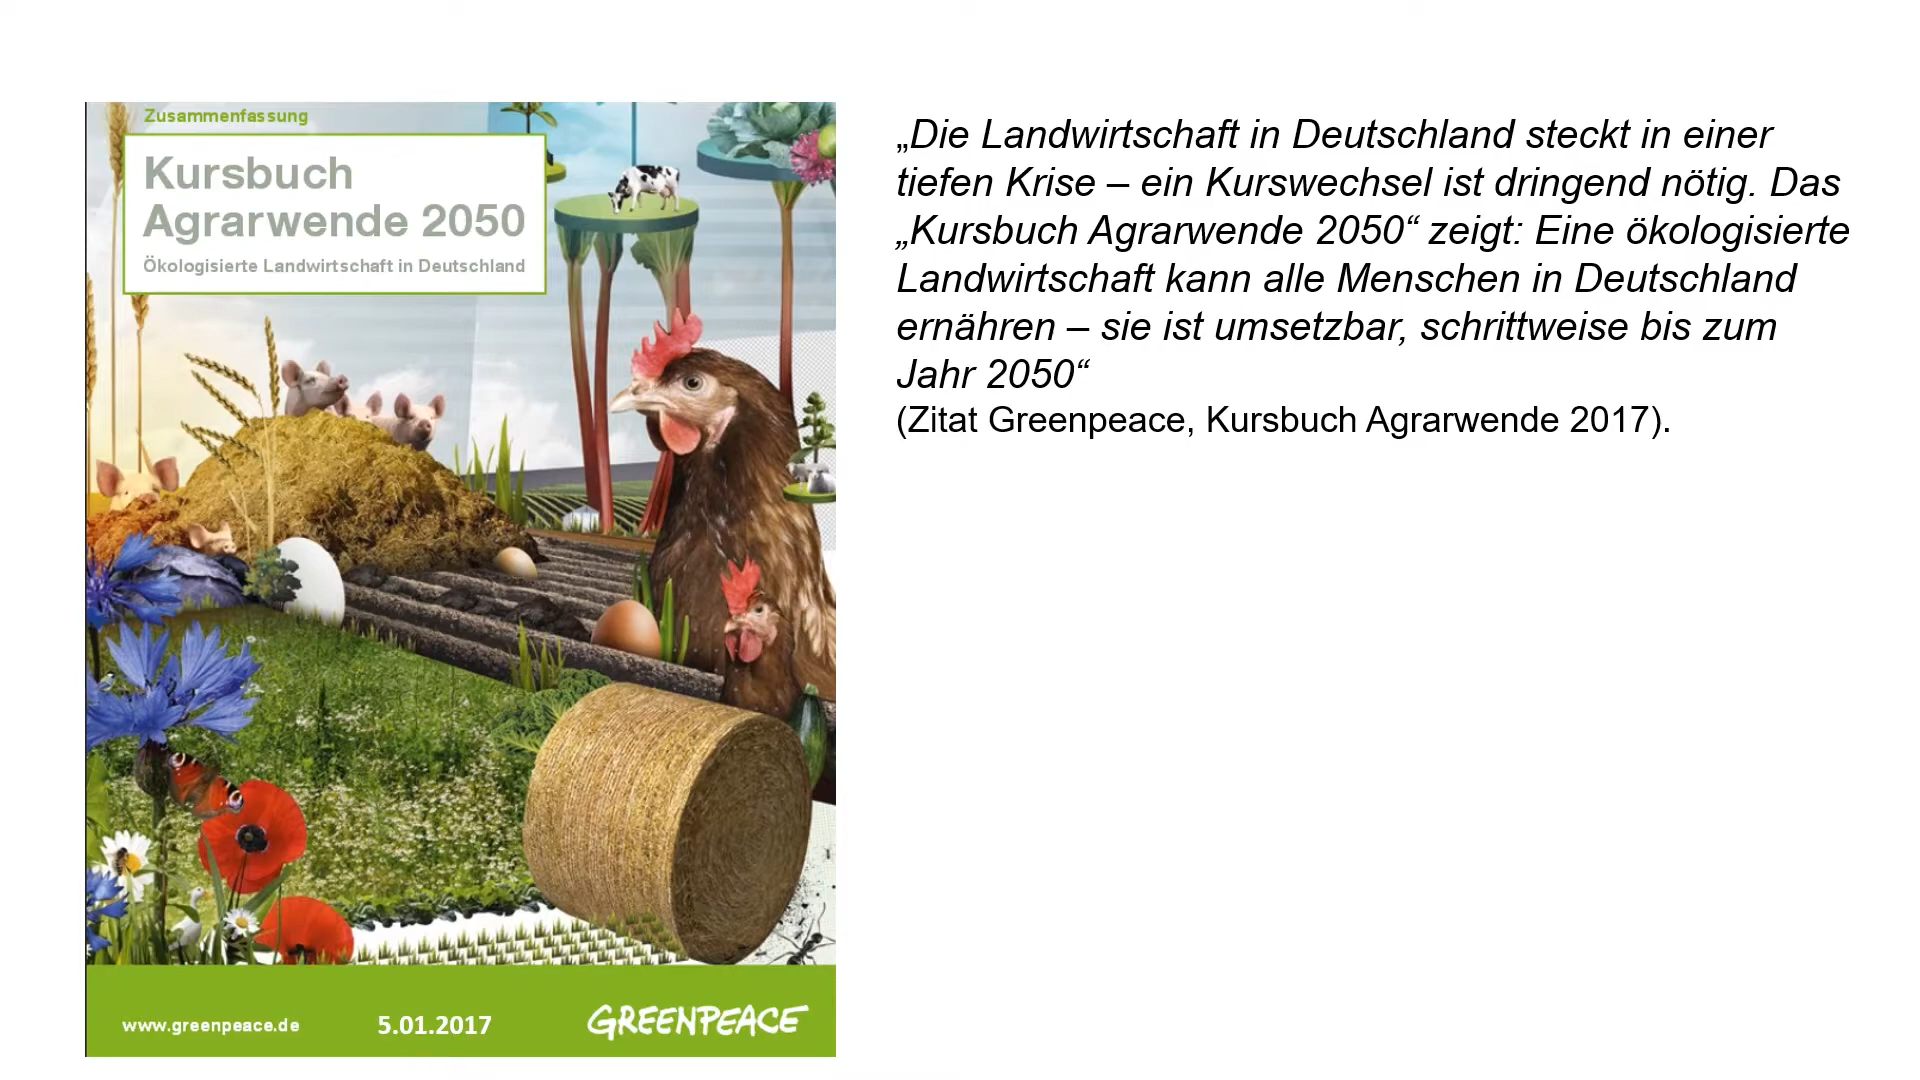 Zusammenfassung
Kursbuch
Agrarwende 2050
Ökologisierte Landwirtschaft in Deutschland
www.greenpeace.de
5.01.2017
GREENPEACE
„Die Landwirtschaft in Deutschland steckt in einer
tiefen Krise – ein Kurswechsel ist dringend nötig. Das
„Kursbuch Agrarwende 2050“ zeigt: Eine ökologisierte
Landwirtschaft kann alle Menschen in Deutschland
ernähren – sie ist umsetzbar, schrittweise bis zum
Jahr 2050“
(Zitat Greenpeace, Kursbuch Agrarwende 2017).